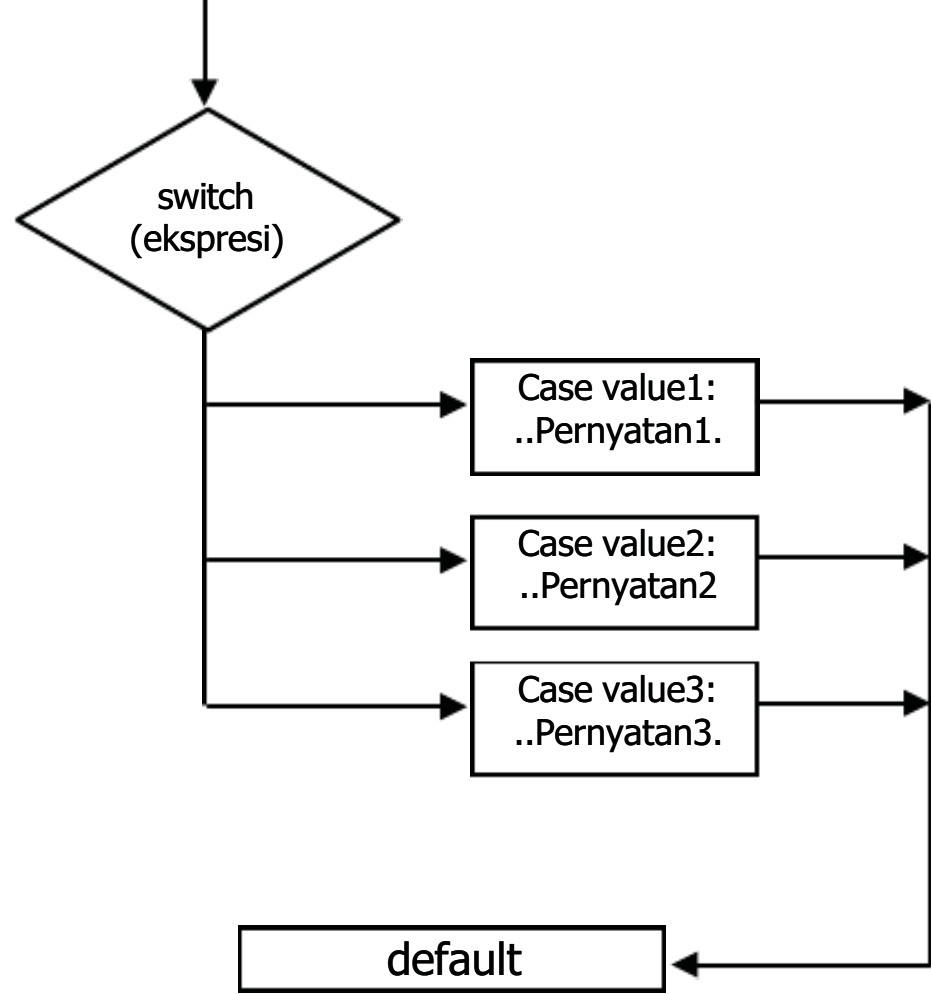 switch
(ekspresi)
Case value1:
..Pernyatan1.
Case value2:
..Pernyatan2
Case value3:
..Pernyatan3.
default